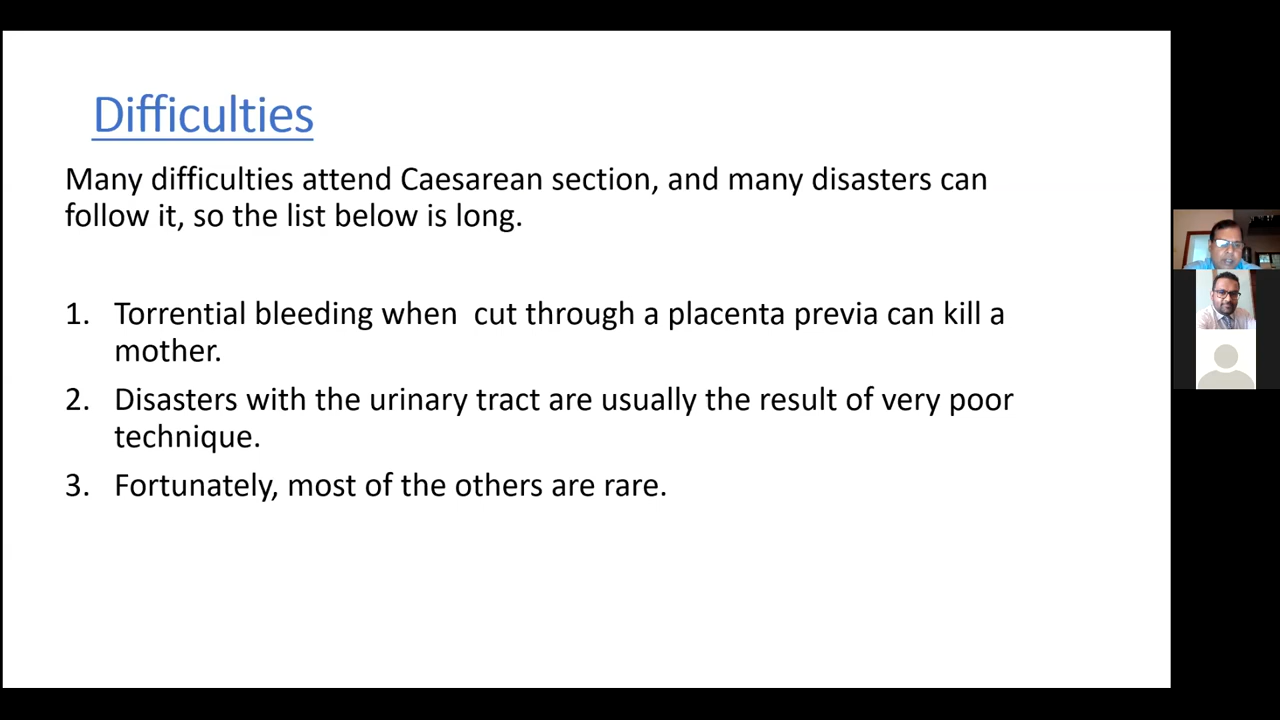 Difficulties
Many difficulties attend Caesarean section, and many disasters can
follow it, so the list below is long.
1. Torrential bleeding when  cut through a placenta previa can kill a
mother.
2. Disasters with the urinary tract are usually the result of very poor
technique.
3. Fortunately, most of the others are rare.